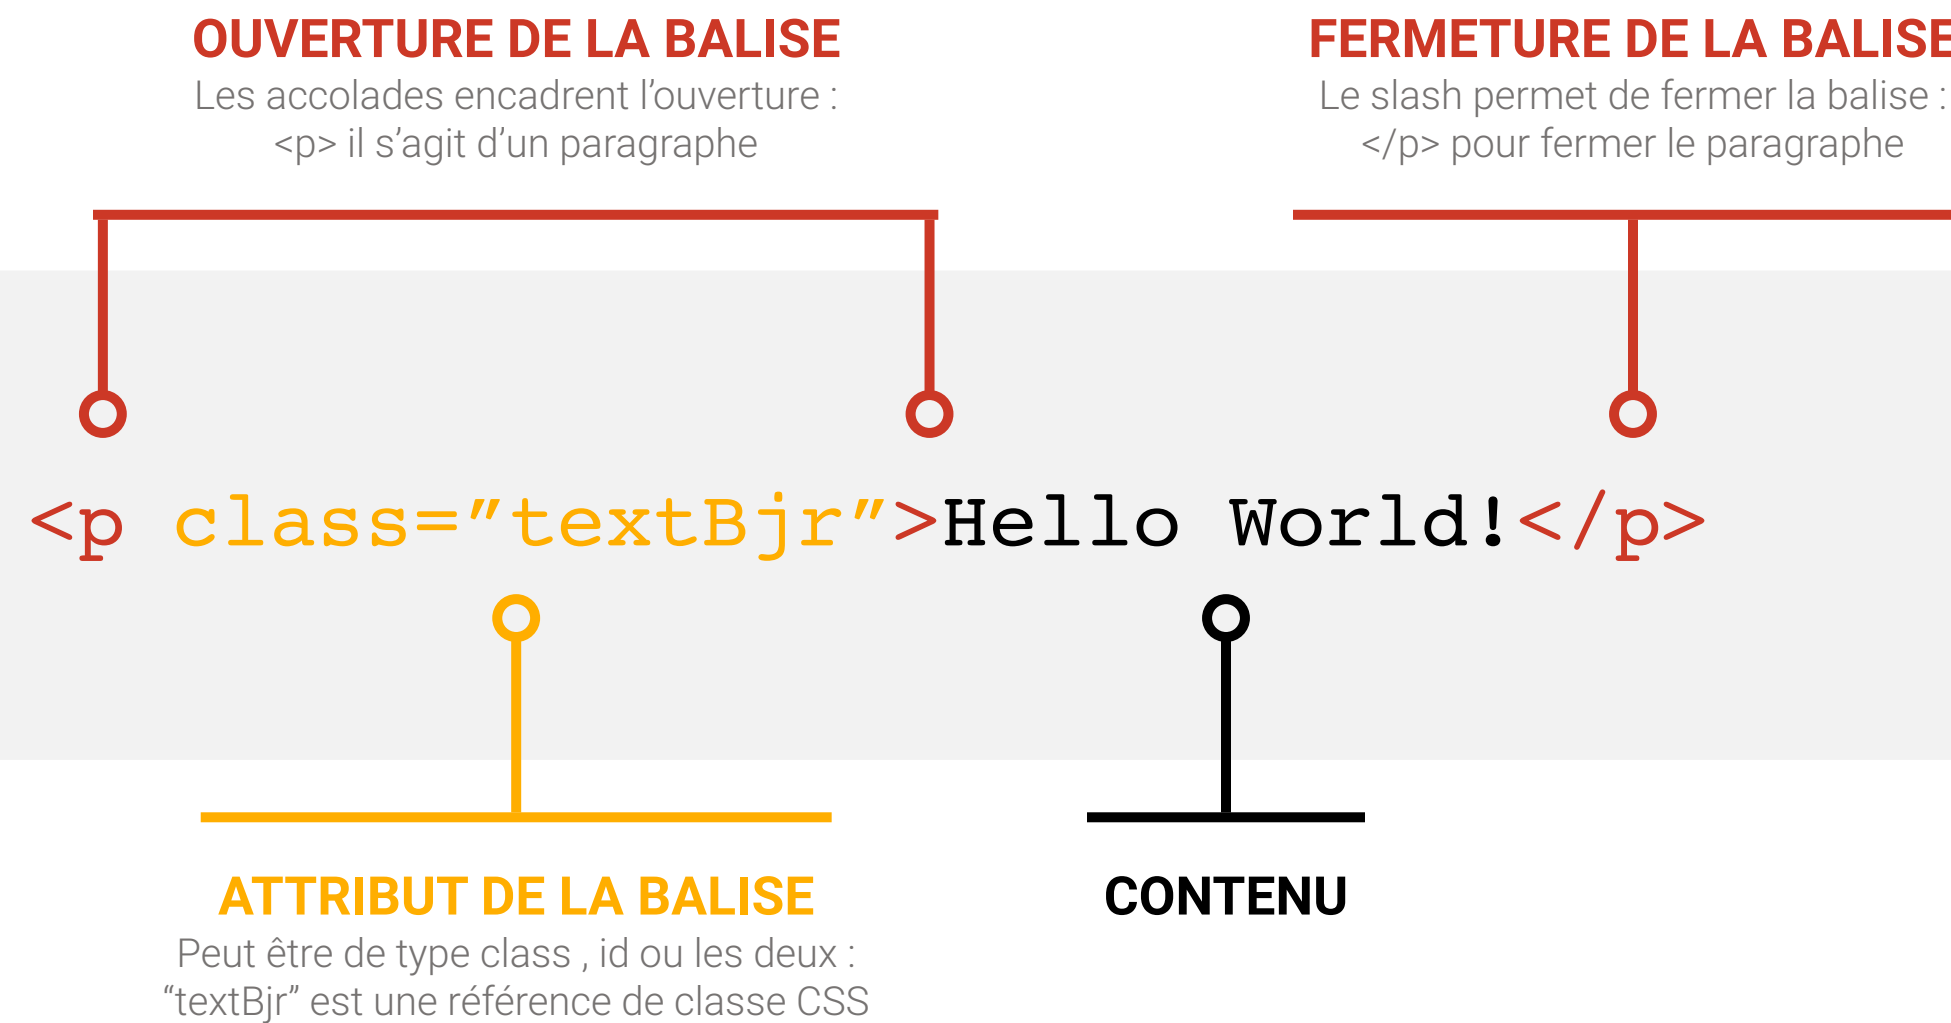 OUVERTURE DE LA BALISE
Les accolades encadrent l’ouverture :
<p> il s’agit d’un paragraphe
FERMETURE DE LA BALISE
Le slash permet de fermer la balise :
</p> pour fermer le paragraphe
<p class=”textBjr”>Hello World!</p>
ATTRIBUT DE LA BALISE
Peut être de type class , id ou les deux :
“textBjr” est une référence de classe CSS
CONTENU